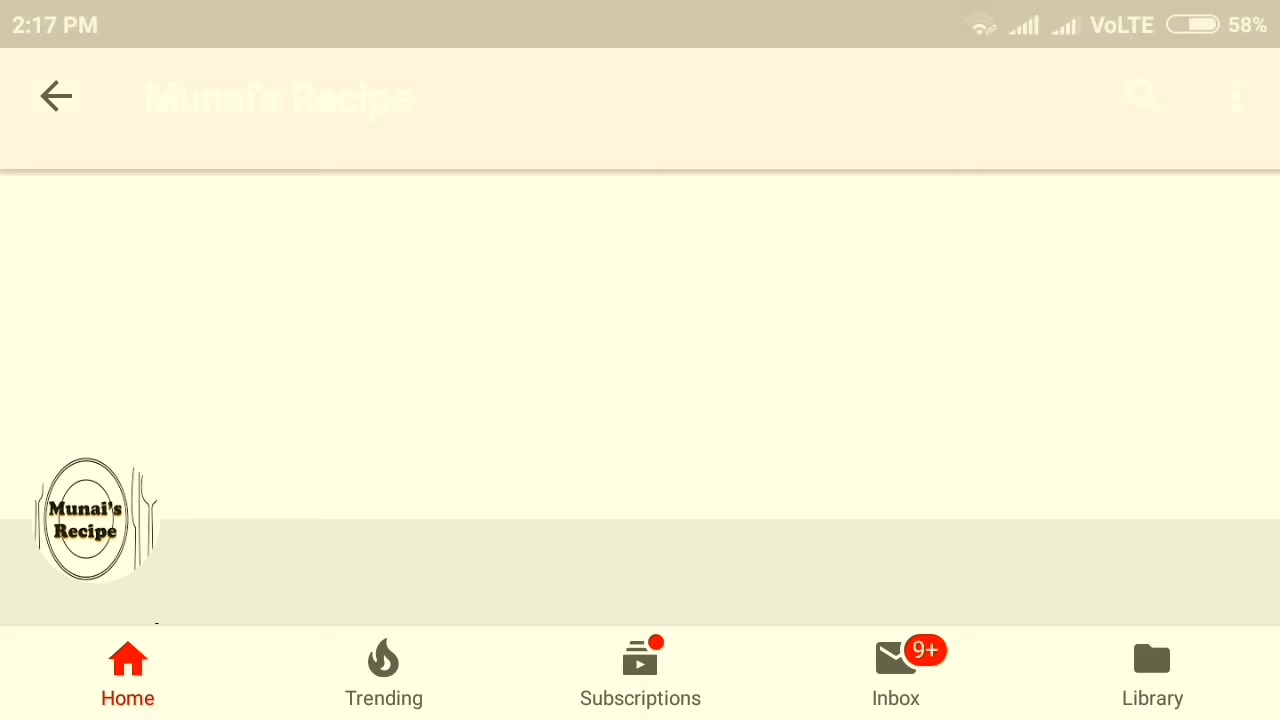 2:17 PM VoLTE 58%
Munai's Recipe
Munai's
Recipe
9+
Home Trending Subscriptions Inbox Library